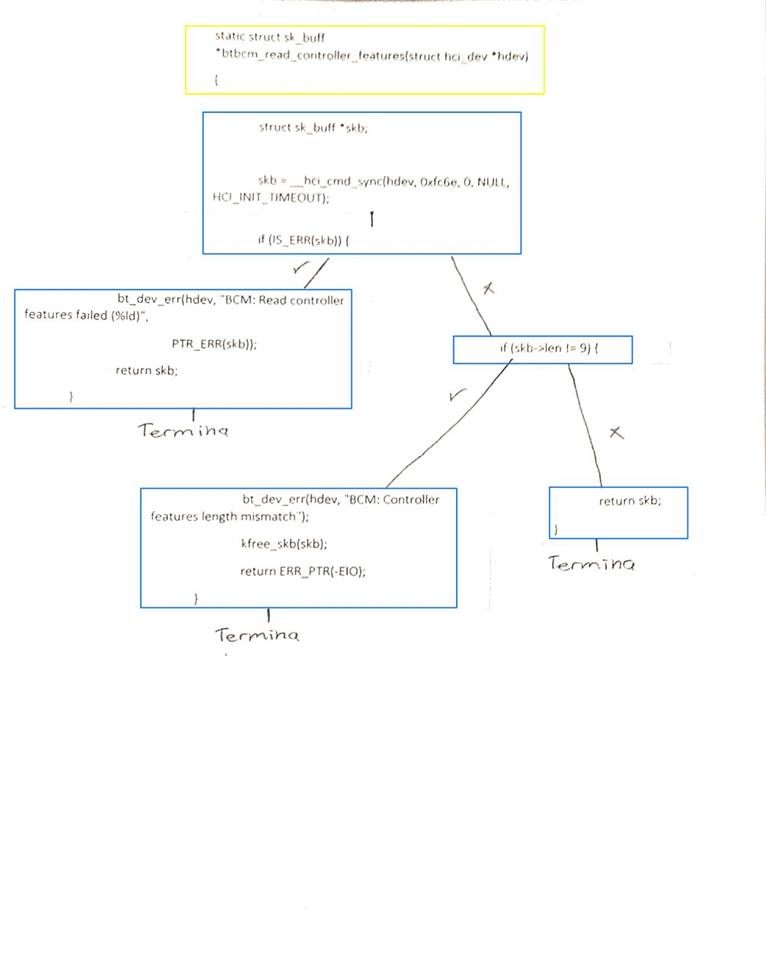 static struct sk_buff
*btbcm_read_controller_features(struct hci_dev *hdev)
{
struct sk_buff *skb;
skb = __hci_cmd_sync(hdev, 0xfc6e, 0, NULL,
HCI_INIT_TIMEOUT);
if (IS_ERR(skb)) {
bt_dev_err(hdev, "BCM: Read controller
features failed (%ld)",
PTR_ERR(skb));
return skb;
}
Termina
if (skb->len != 9) {
bt_dev_err(hdev, "BCM: Controller
features length mismatch");
kfree_skb(skb);
return ERR_PTR(-EIO);
}
Termina
return skb;
}
Termina